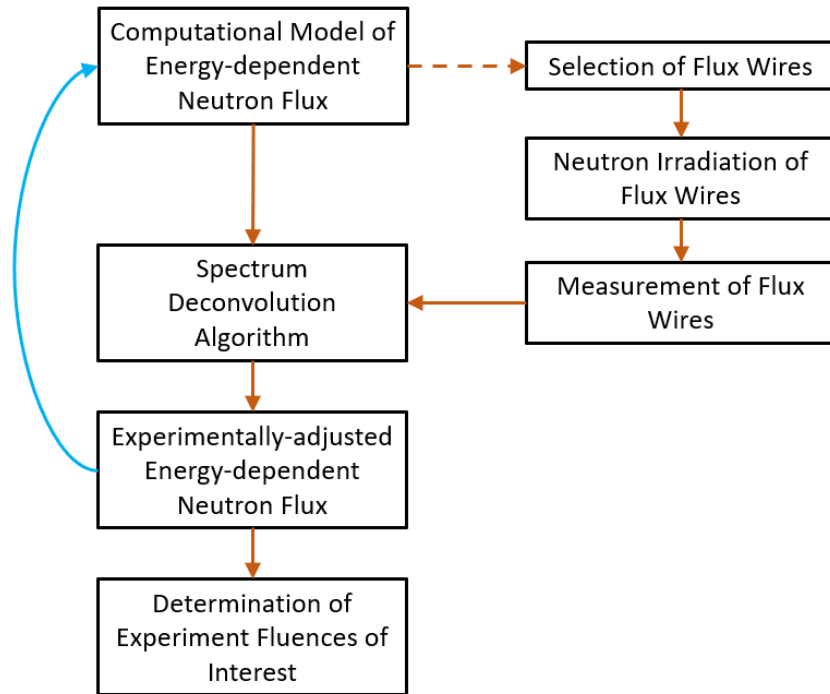 Computational Model of
Energy-dependent
Neutron Flux
Selection of Flux Wires
Neutron Irradiation of
Flux Wires
Measurement of Flux
Wires
Spectrum
Deconvolution
Algorithm
Experimentally-adjusted
Energy-dependent
Neutron Flux
Determination of
Experiment Fluences of
Interest